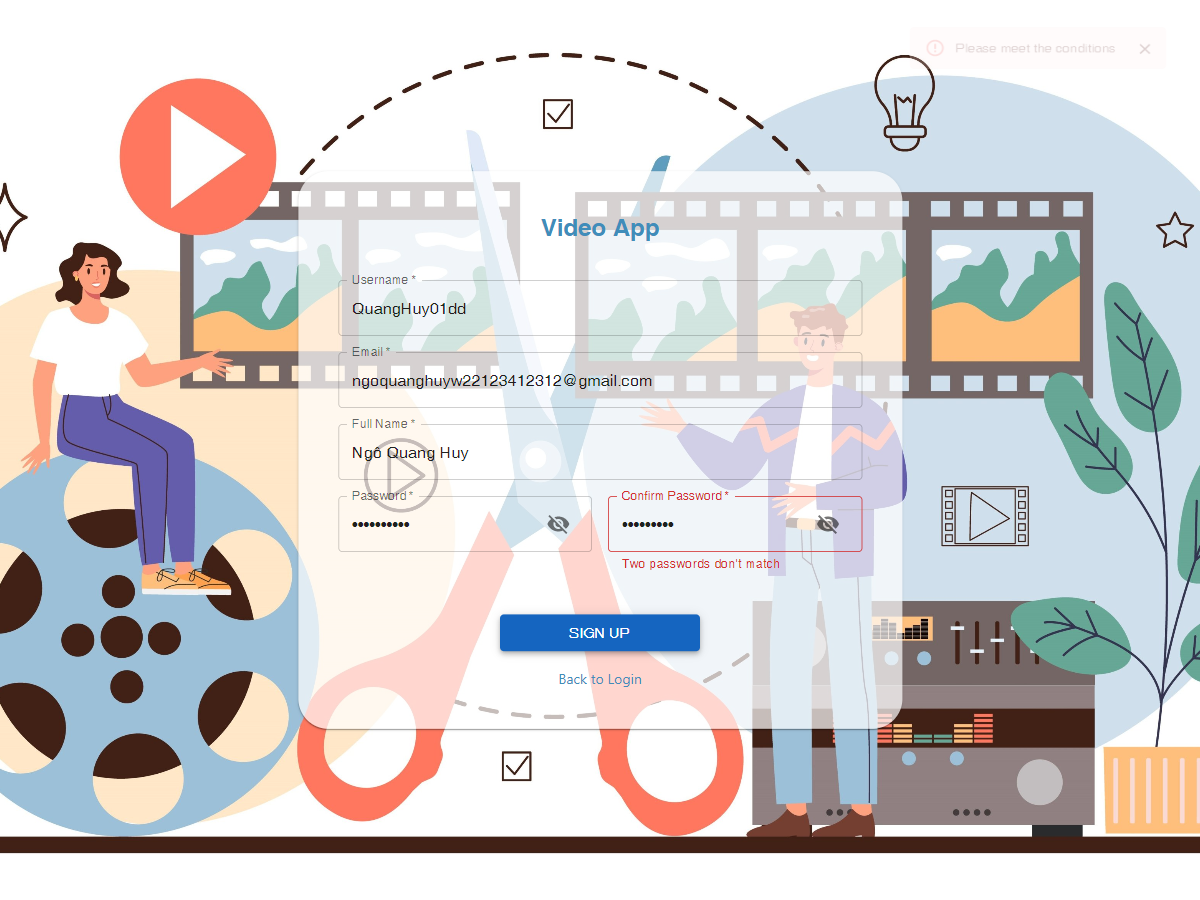 Please meet the conditions
Video App
Username *
QuangHuy01dd
Email *
ngoquanghuyw22123412312@gmail.com
Full Name *
Ngô Quang Huy
Password *
••••••••••
Confirm Password *
•••••••••
Two passwords don't match
SIGN UP
Back to Login